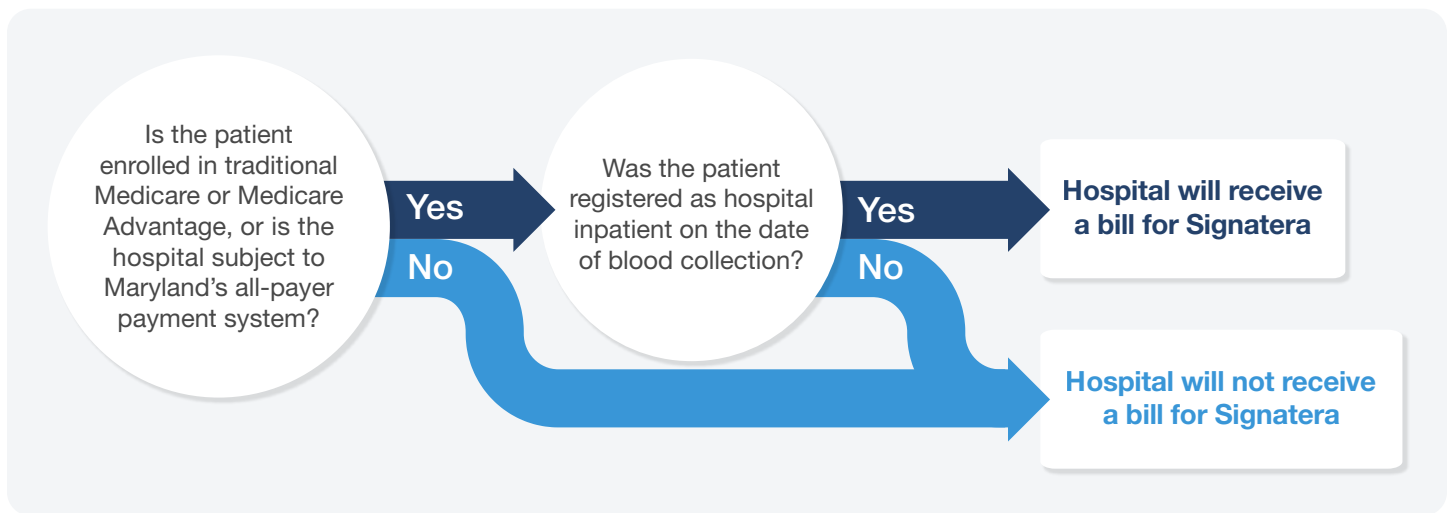 Is the patient
enrolled in traditional
Medicare or Medicare
Advantage, or is the
hospital subject to
Maryland’s all-payer
payment system?
Yes
No
Was the patient
registered as hospital
inpatient on the date
of blood collection?
Yes
No
Hospital will receive
a bill for Signatera
Hospital will not receive
a bill for Signatera